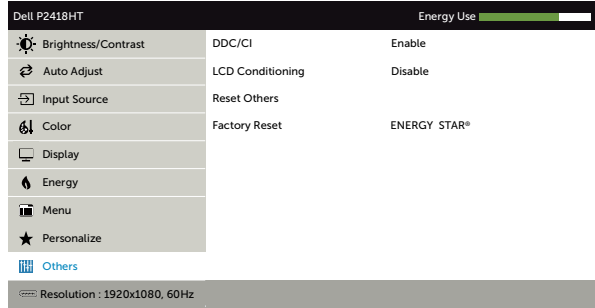 Dell P2418HT Energy Use
Brightness/Contrast DDC/CI Enable
Auto Adjust LCD Conditioning Disable
Input Source Reset Others
Color Factory Reset ENERGY STAR®
Display
Energy
Menu
Personalize
Others
Resolution : 1920x1080, 60Hz